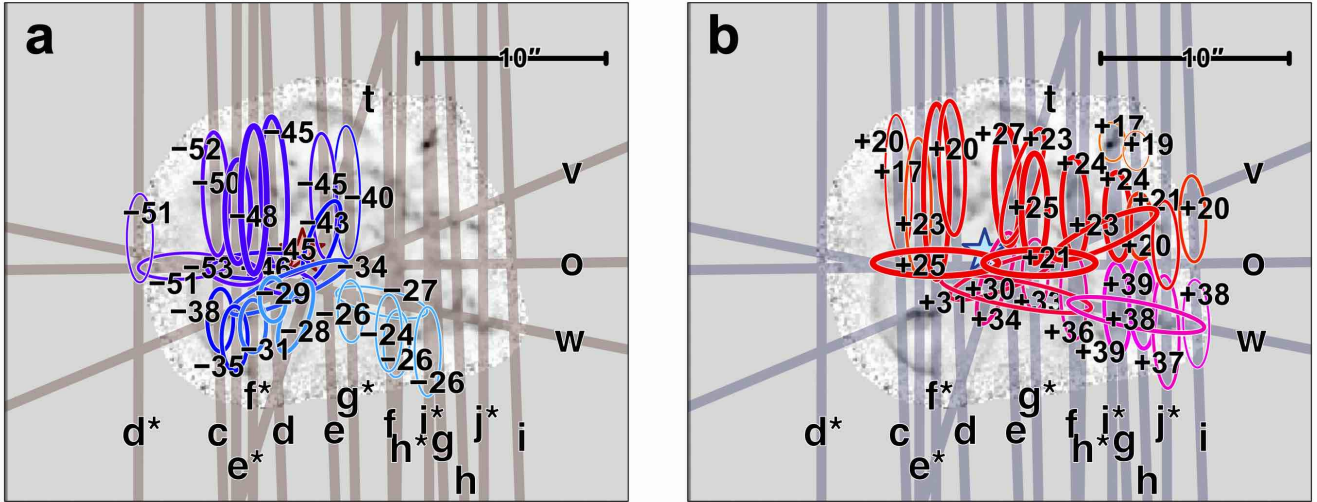 a
10″
t
−45
−52
−50
−45
−40
−51
−48
−43
v
−45
−53
−46
−34
o
−51
−29
−27
−38
−26
−28
−24
w
−31
−35
−26
−26
f*
g*
d*
c
d
e
f
i*
j*
i
h*
g
e*
h
b
10″
t
+17
+20
+27
+23
+19
+20
+17
+24
+24
v
+25
+21
+20
+23
+23
+20
+25
+21
o
+39
+30
+38
+31
+33
+34
+38
+36
w
+39
+37
f*
g*
d*
c
d
e
f
i*
j*
i
h*
g
e*
h